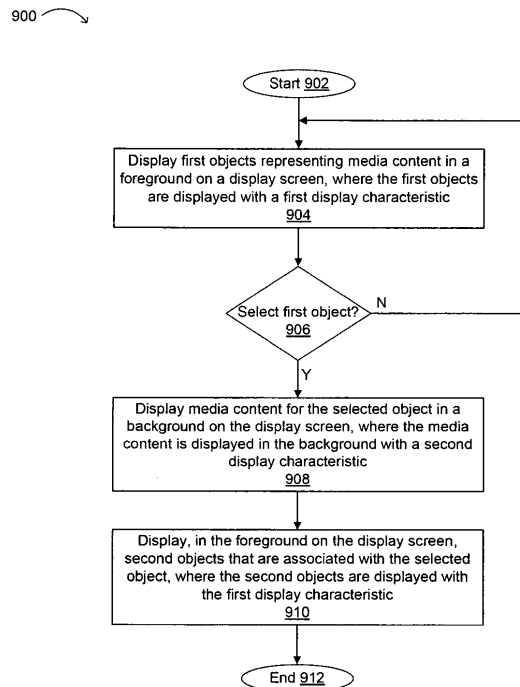 900
Start 902
Display first objects representing media content in a
foreground on a display screen, where the first objects
are displayed with a first display characteristic
904
Select first object?
906
N
Y
Display media content for the selected object in a
background on the display screen, where the media
content is displayed in the background with a second
display characteristic
908
Display, in the foreground on the display screen,
second objects that are associated with the selected
object, where the second objects are displayed with
the first display characteristic
910
End 912